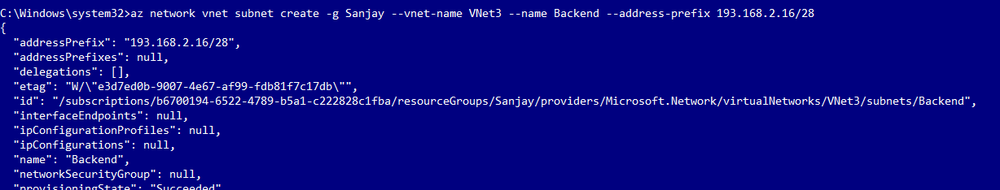 C:\Windows\system32>az network vnet subnet create -g Sanjay --vnet-name VNet3 --name Backend --address-prefix 193.168.2.16/28
{
  "addressPrefix": "193.168.2.16/28",
  "addressPrefixes": null,
  "delegations": [],
  "etag": "W/\"e3d7ed0b-9007-4e67-af99-fdb81f7c17db\"",
  "id": "/subscriptions/b6700194-6522-4789-b5a1-c222828c1fba/resourceGroups/Sanjay/providers/Microsoft.Network/virtualNetworks/VNet3/subnets/Backend",
  "interfaceEndpoints": null,
  "ipConfigurationProfiles": null,
  "ipConfigurations": null,
  "name": "Backend",
  "networkSecurityGroup": null,
  "provisioningState": "Succeeded"